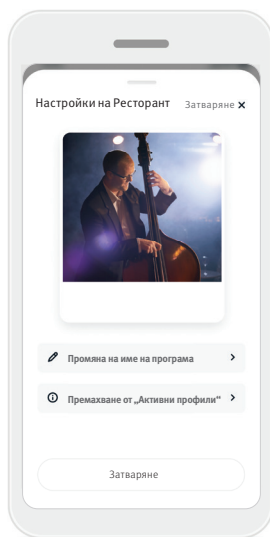 Настройки на Ресторант
Затваряне ×
Промяна на име на програма
Премахване от „Активни профили“
Затваряне